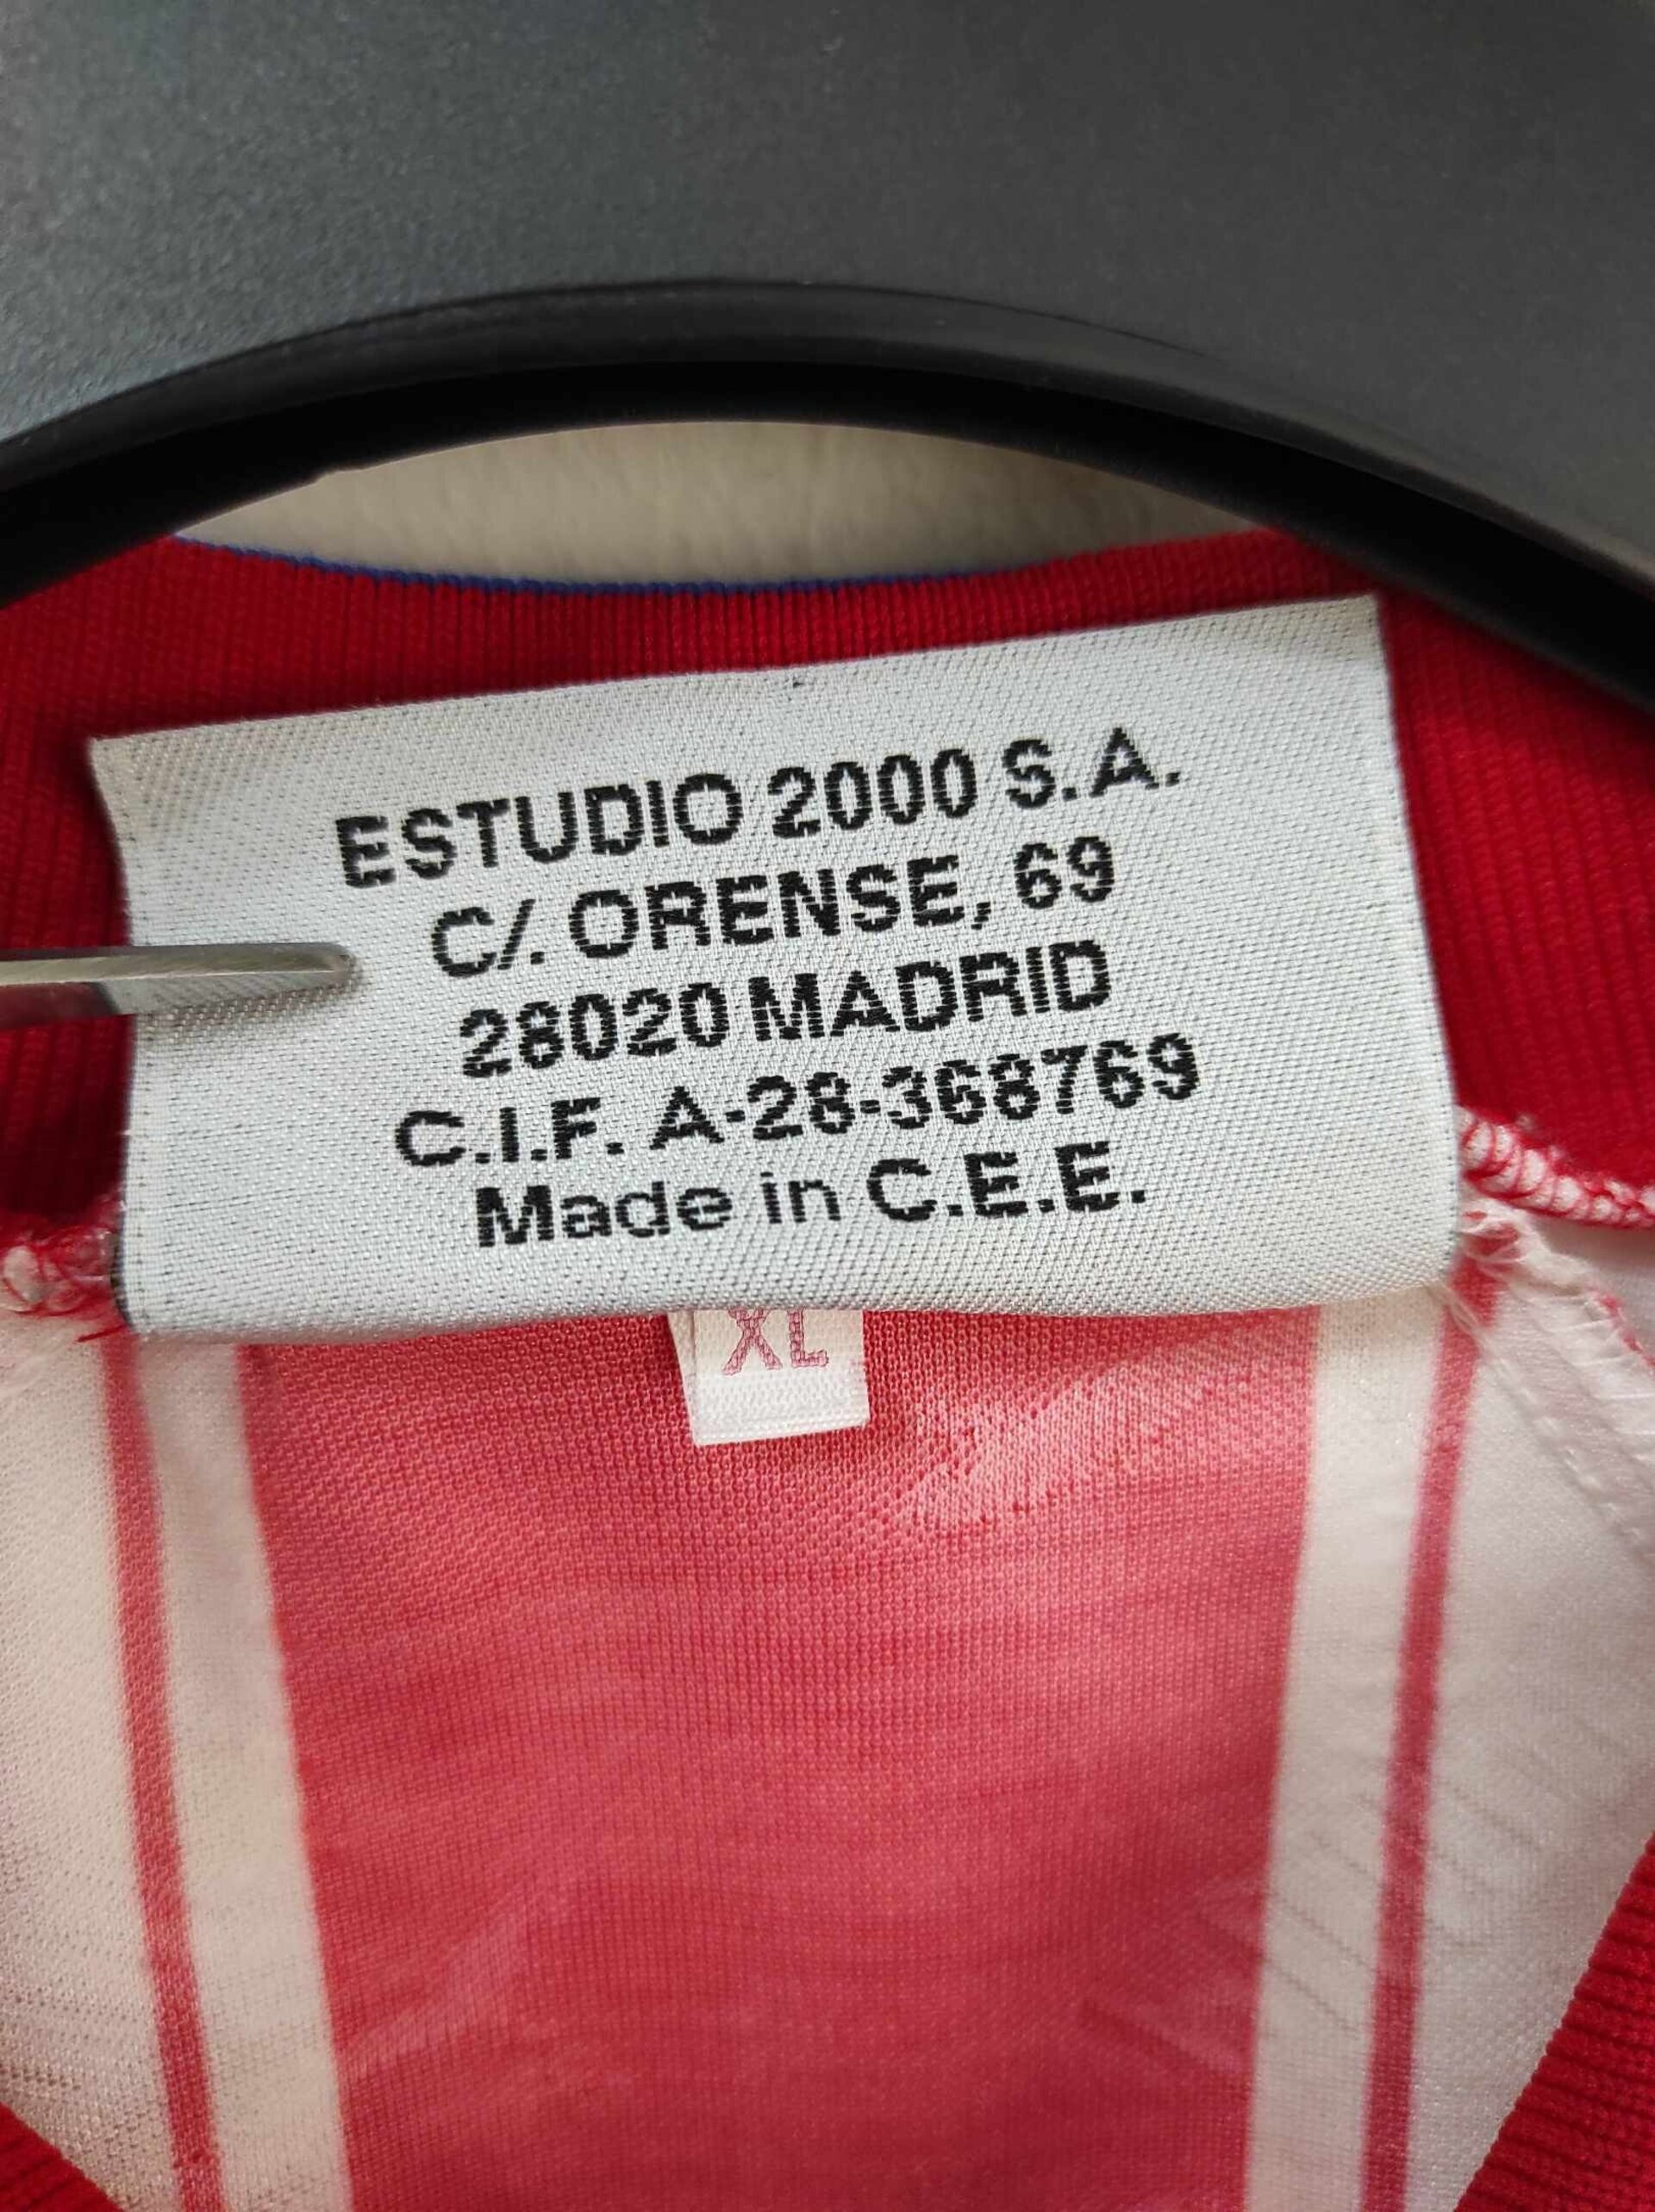 ESTUDIO 2000 S.A.
C/. ORENSE, 69
28020 MADRID
C.I.F. A-28-368769
Made in C.E.E.
XL